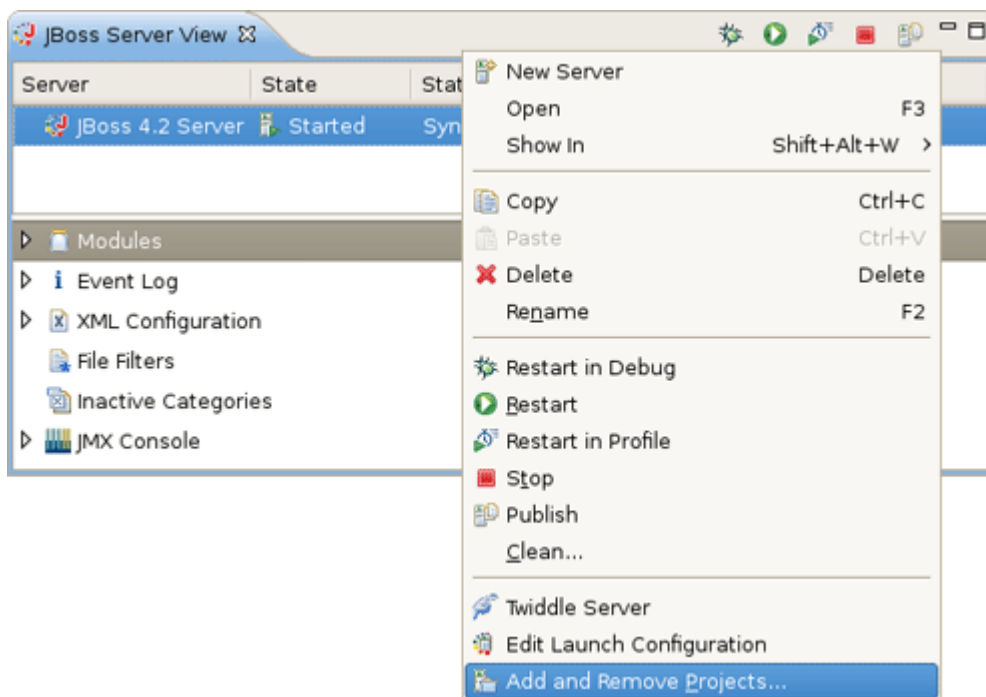 JBoss Server View
Server State Stat
JBoss 4.2 Server Started Syn
Modules
Event Log
XML Configuration
File Filters
Inactive Categories
JMX Console
New Server
Open F3
Show In Shift+Alt+W >
Copy Ctrl+C
Paste Ctrl+V
Delete Delete
Rename F2
Restart in Debug
Restart
Restart in Profile
Stop
Publish
Clean...
Twiddle Server
Edit Launch Configuration
Add and Remove Projects...